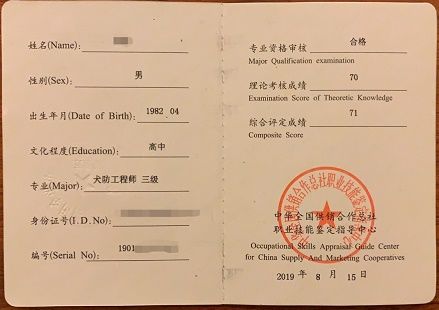 姓名(Name):
性别(Sex): 男
出生年月(Date of Birth): 1982 04
文化程度(Education): 高中
专业(Major): 犬防工程师 三级
身份证号(I.D.No):
编号(Serial No): 1901
专业资格审核 合格
Major Qualification examination
理论考核成绩 70
Examination Score of Theoretic Knowledge
综合评定成绩 71
Composite Score
中华全国供销合作总社
职业技能鉴定指导中心
Occupational Skills Appraisal Guide Center
for China Supply And Marketing Cooperatives
2019 年 8 月 15 日